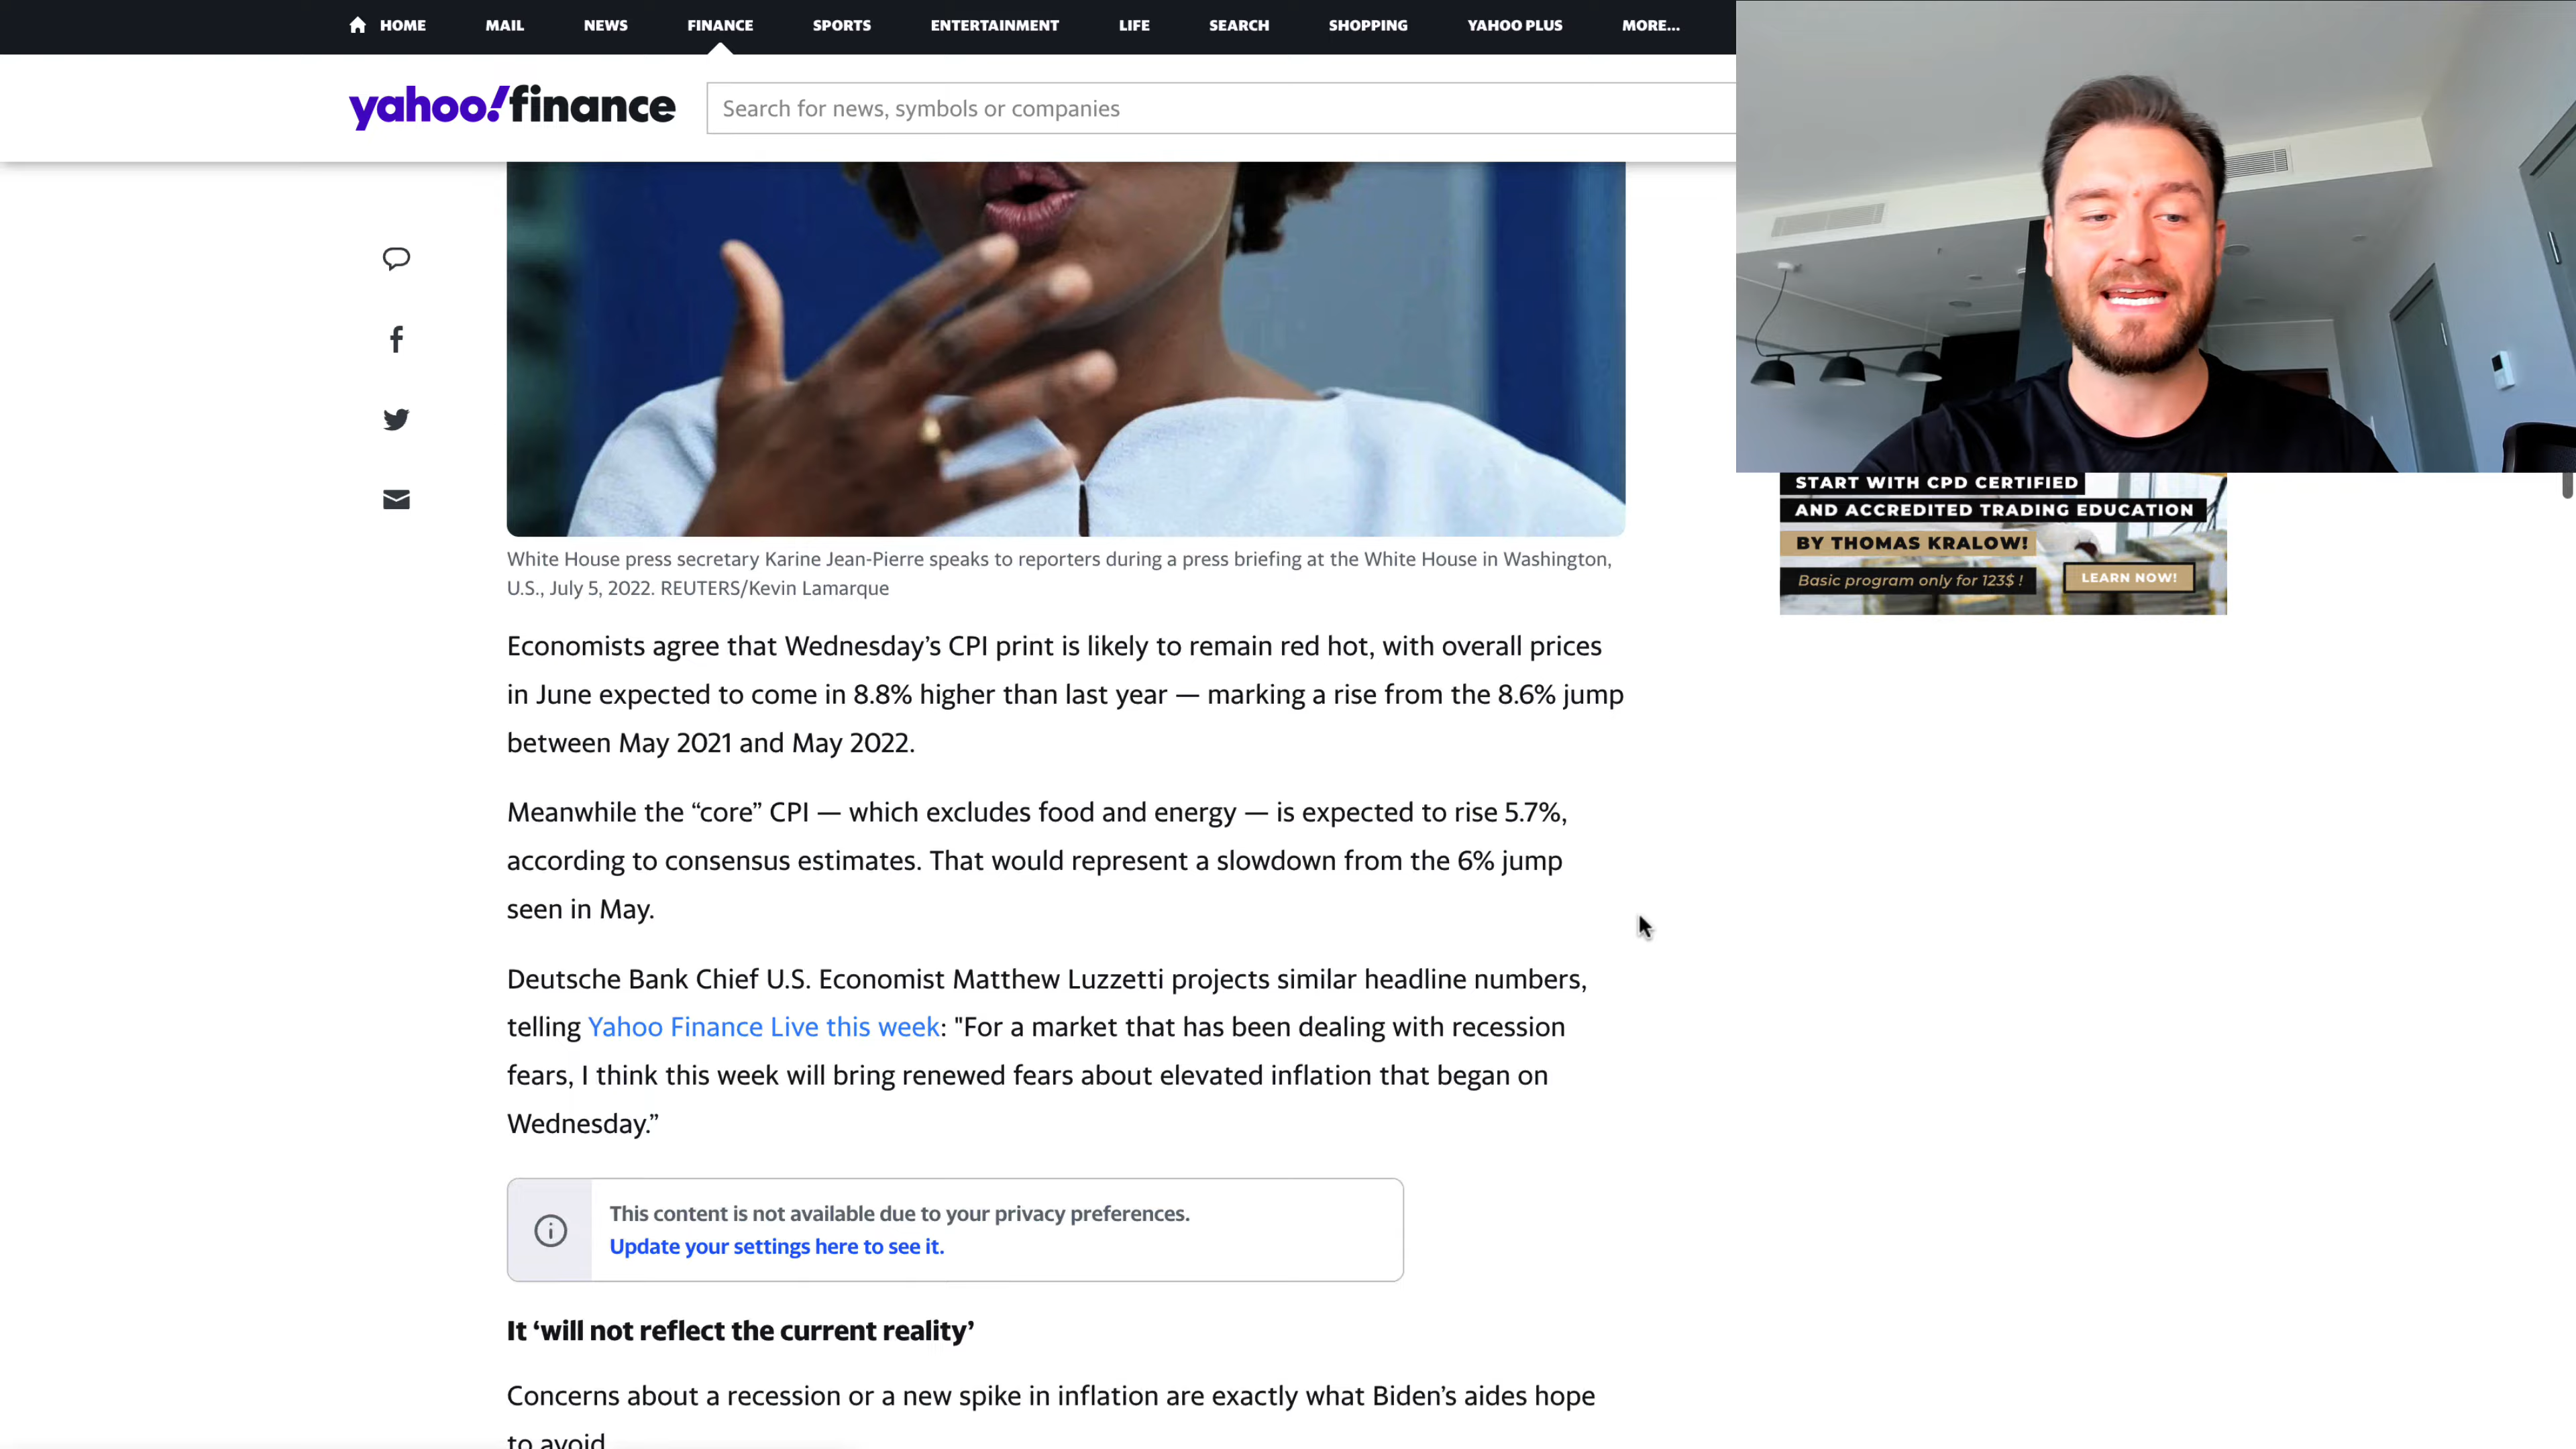 HOME MAIL NEWS FINANCE SPORTS ENTERTAINMENT LIFE SEARCH SHOPPING YAHOO PLUS MORE...
yahoo!finance
Search for news, symbols or companies
START WITH CPD CERTIFIED
AND ACCREDITED TRADING EDUCATION
BY THOMAS KRALOW!
Basic program only for 123$ !
LEARN NOW!
White House press secretary Karine Jean-Pierre speaks to reporters during a press briefing at the White House in Washington,
U.S., July 5, 2022. REUTERS/Kevin Lamarque
Economists agree that Wednesday’s CPI print is likely to remain red hot, with overall prices
in June expected to come in 8.8% higher than last year — marking a rise from the 8.6% jump
between May 2021 and May 2022.
Meanwhile the “core” CPI — which excludes food and energy — is expected to rise 5.7%,
according to consensus estimates. That would represent a slowdown from the 6% jump
seen in May.
Deutsche Bank Chief U.S. Economist Matthew Luzzetti projects similar headline numbers,
telling Yahoo Finance Live this week: "For a market that has been dealing with recession
fears, I think this week will bring renewed fears about elevated inflation that began on
Wednesday.”
This content is not available due to your privacy preferences.
Update your settings here to see it.
It ‘will not reflect the current reality’
Concerns about a recession or a new spike in inflation are exactly what Biden’s aides hope
to avoid